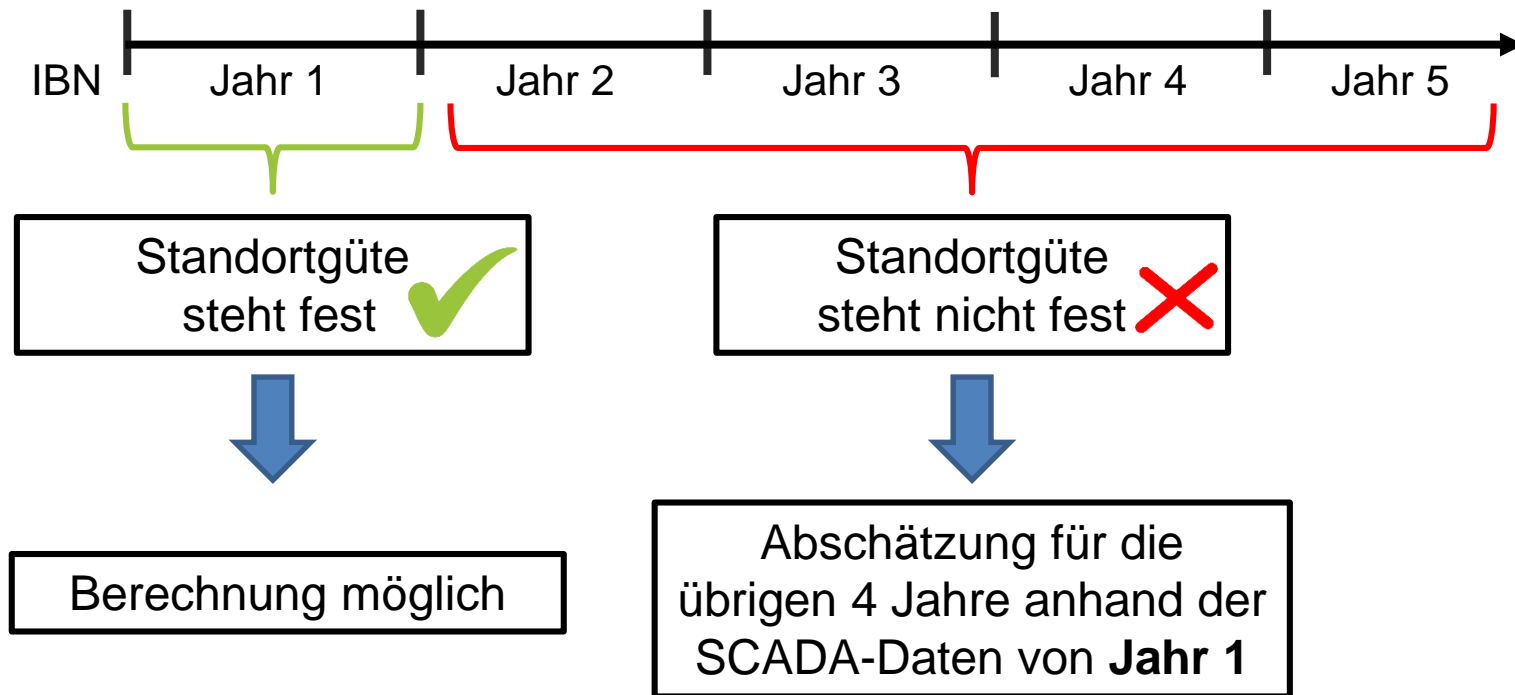 IBN Jahr 1 Jahr 2 Jahr 3 Jahr 4 Jahr 5
Standortgüte
steht fest
Standortgüte
steht nicht fest
Berechnung möglich
Abschätzung für die
übrigen 4 Jahre anhand der
SCADA-Daten von Jahr 1